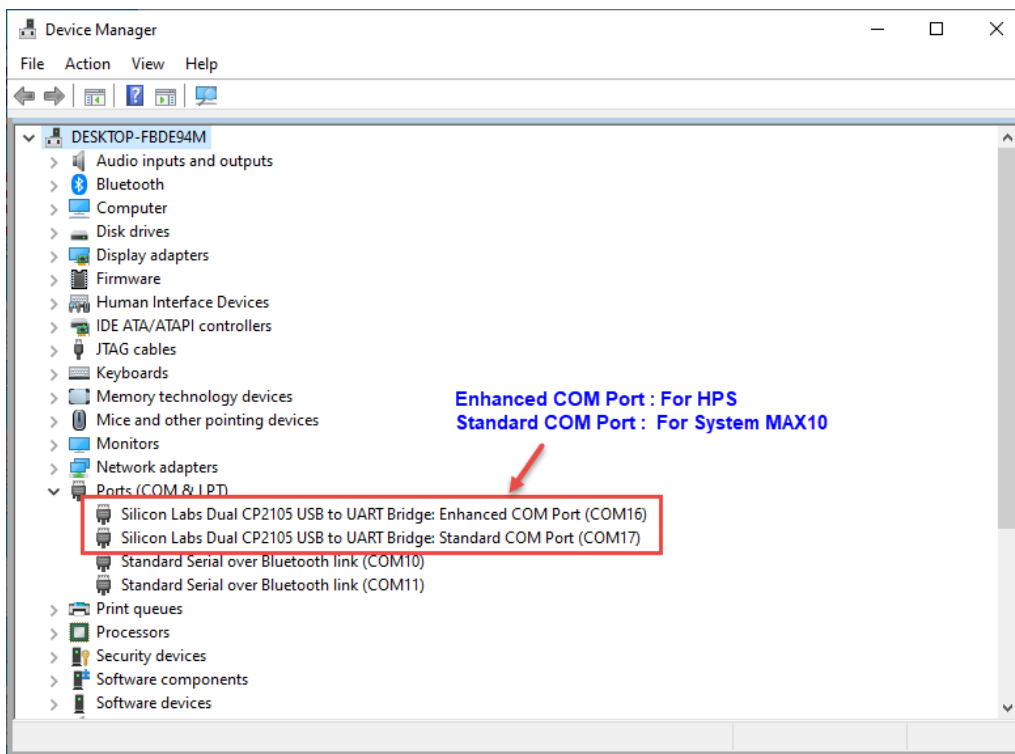 Device Manager
File Action View Help
DESKTOP-FBDE94M
Audio inputs and outputs
Bluetooth
Computer
Disk drives
Display adapters
Firmware
Human Interface Devices
IDE ATA/ATAPI controllers
JTAG cables
Keyboards
Memory technology devices
Mice and other pointing devices
Monitors
Network adapters
Ports (COM & LPT)
Enhanced COM Port : For HPS
Standard COM Port : For System MAX10
Silicon Labs Dual CP2105 USB to UART Bridge: Enhanced COM Port (COM16)
Silicon Labs Dual CP2105 USB to UART Bridge: Standard COM Port (COM17)
Standard Serial over Bluetooth link (COM10)
Standard Serial over Bluetooth link (COM11)
Print queues
Processors
Security devices
Software components
Software devices